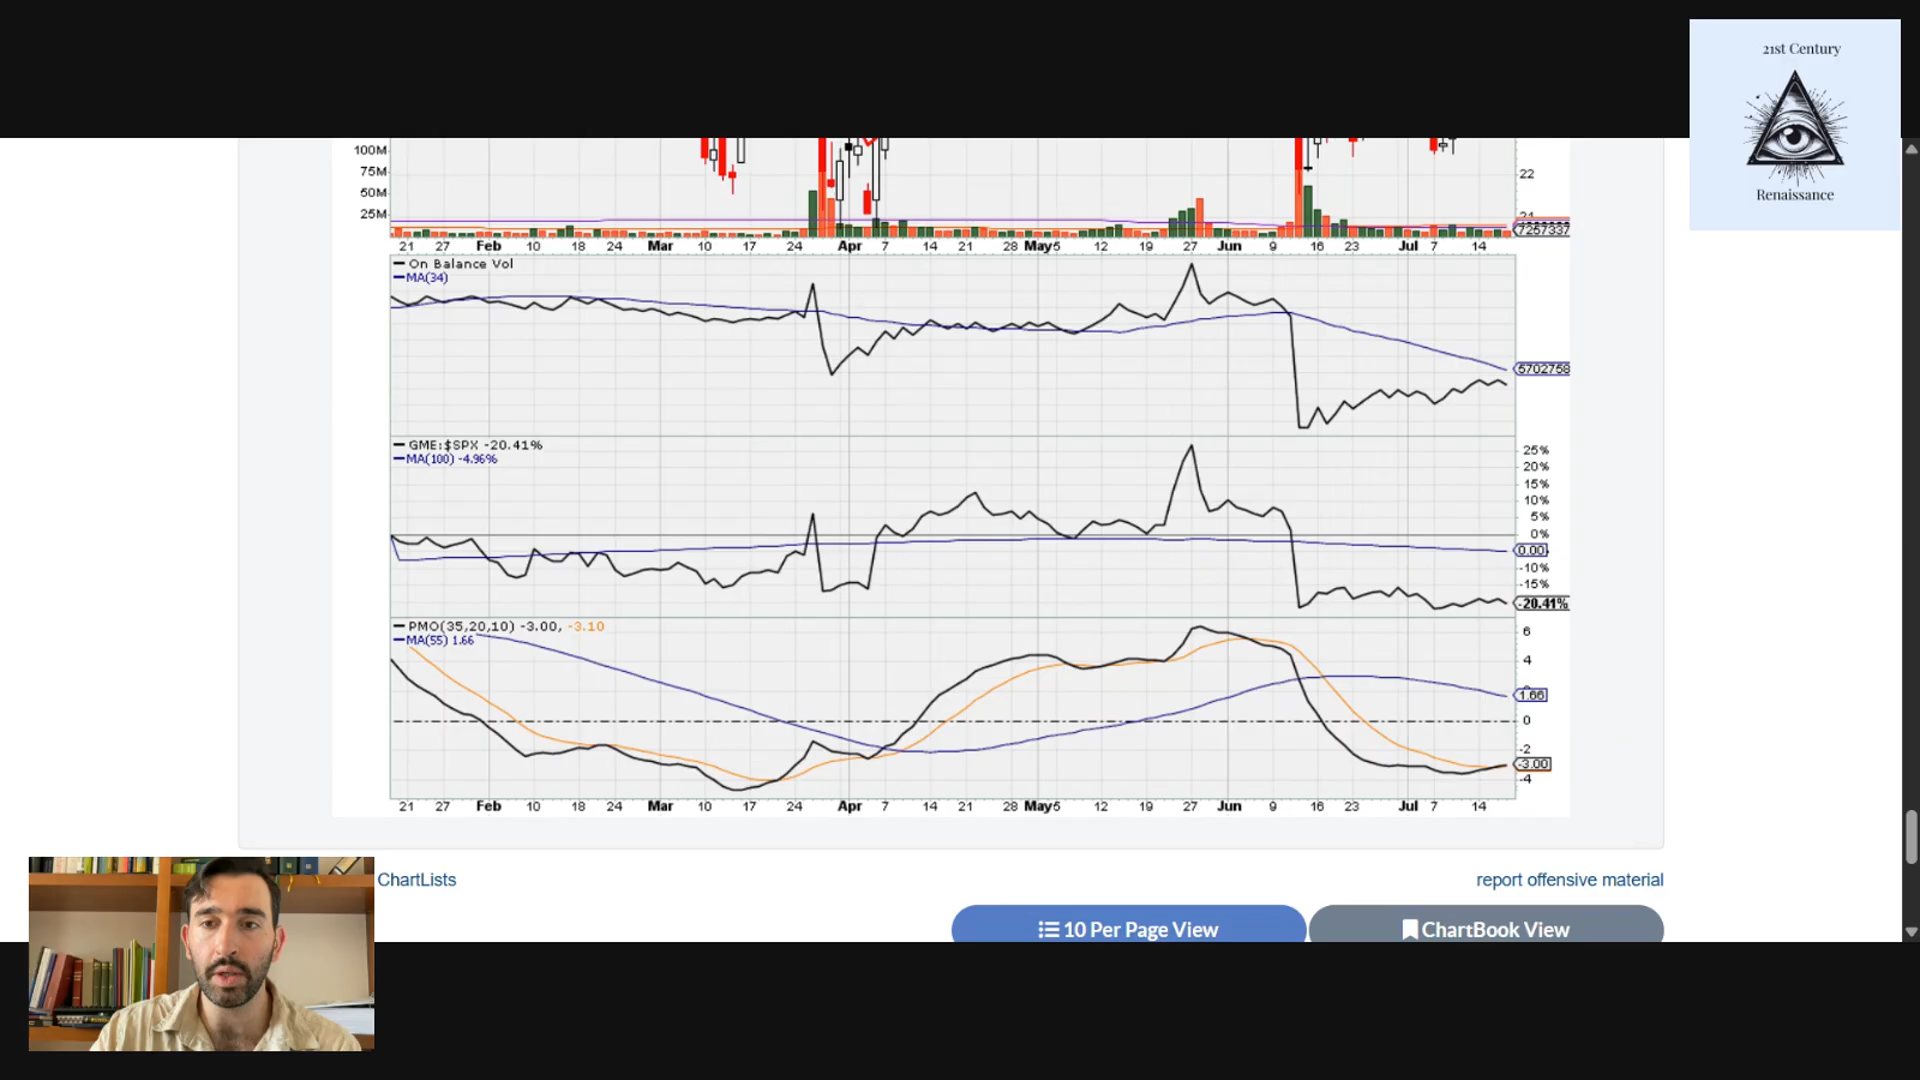 21st Century
Renaissance
100M
75M
50M
25M
22
21
7257337
21 27 Feb 10 18 24 Mar 10 17 24 Apr 7 14 21 28 May 5 12 19 27 Jun 9 16 23 Jul 7 14
On Balance Vol
MA(34)
5702758
GME:$SPX -20.41%
MA(100) -4.96%
25%
20%
15%
10%
5%
0%
0.00
-10%
-15%
-20.41%
PMO(35,20,10) -3.00, -3.10
MA(55) 1.66
6
4
1.66
0
-2
-3.00
-4
21 27 Feb 10 18 24 Mar 10 17 24 Apr 7 14 21 28 May 5 12 19 27 Jun 9 16 23 Jul 7 14
ChartLists
report offensive material
10 Per Page View
ChartBook View